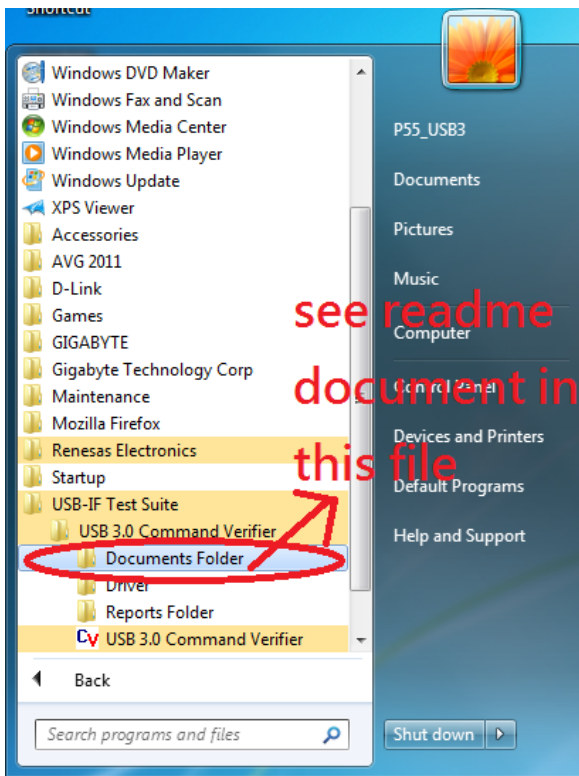 Shortcut
Windows DVD Maker
Windows Fax and Scan
Windows Media Center
Windows Media Player
Windows Update
XPS Viewer
Accessories
AVG 2011
D-Link
Games
GIGABYTE
Gigabyte Technology Corp
Maintenance
Mozilla Firefox
Renesas Electronics
Startup
USB-IF Test Suite
USB 3.0 Command Verifier
Documents Folder
Driver
Reports Folder
CV USB 3.0 Command Verifier
Back
Search programs and files
P55_USB3
Documents
Pictures
Music
Computer
Control Panel
Devices and Printers
Default Programs
Help and Support
Shut down
see readme
document in
this file